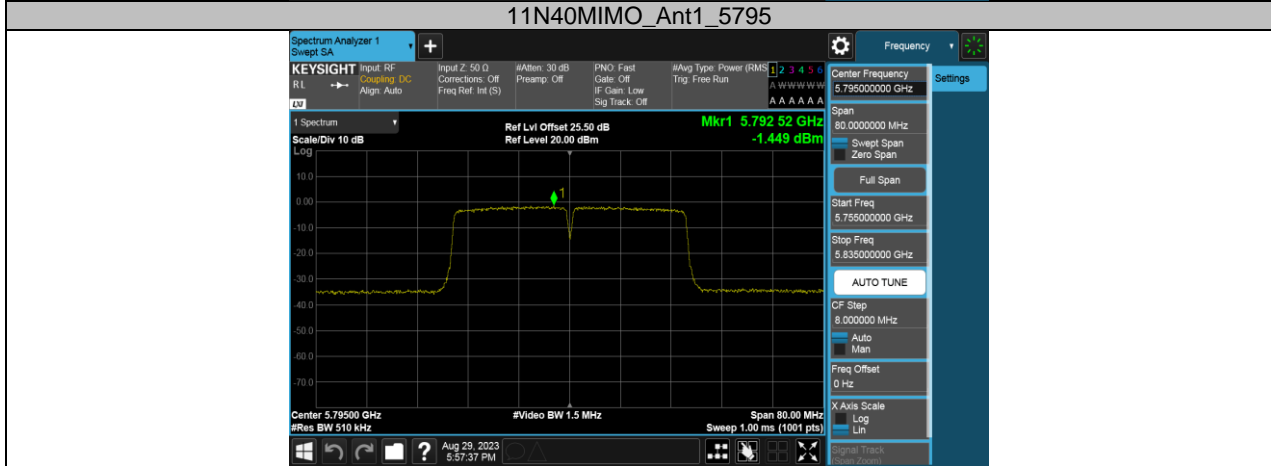 11N40MIMO_Ant1_5795
Spectrum Analyzer 1
Swept SA
+
Frequency
KEYSIGHT
RL
LXI
Input: RF
Coupling: DC
Align: Auto
Input Z: 50 Ω
Corrections: Off
Freq Ref: Int (S)
#Atten: 30 dB
Preamp: Off
PNO: Fast
Gate: Off
IF Gain: Low
Sig Track: Off
#Avg Type: Power (RMS
Trig: Free Run
1 2 3 4 5 6
A W W W W W
A A A A A A
Center Frequency
5.795000000 GHz
Settings
Span
80.0000000 MHz
Swept Span
Zero Span
Full Span
Start Freq
5.755000000 GHz
Stop Freq
5.835000000 GHz
AUTO TUNE
CF Step
8.000000 MHz
Auto
Man
Freq Offset
0 Hz
X Axis Scale
Log
Lin
Signal Track
(Span Zoom)
1 Spectrum
Scale/Div 10 dB
Log
Ref Lvl Offset 25.50 dB
Ref Level 20.00 dBm
Mkr1 5.792 52 GHz
-1.449 dBm
10.0
0.00
-10.0
-20.0
-30.0
-40.0
-50.0
-60.0
-70.0
1
Center 5.79500 GHz
#Res BW 510 kHz
#Video BW 1.5 MHz
Span 80.00 MHz
Sweep 1.00 ms (1001 pts)
?
Aug 29, 2023
5:57:37 PM